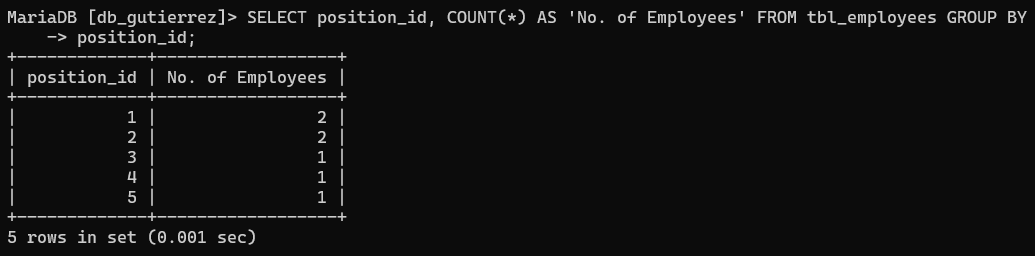 MariaDB [db_gutierrez]> SELECT position_id, COUNT(*) AS 'No. of Employees' FROM tbl_employees GROUP BY
    -> position_id;
+-------------+------------------+
| position_id | No. of Employees |
+-------------+------------------+
|           1 |                2 |
|           2 |                2 |
|           3 |                1 |
|           4 |                1 |
|           5 |                1 |
+-------------+------------------+
5 rows in set (0.001 sec)